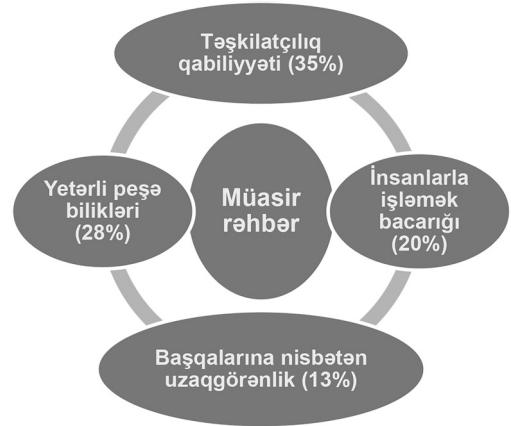 Təşkilatçılıq
qabiliyyəti (35%)
Yetərli peşə
bilikləri
(28%)
Müasir
rəhbər
İnsanlarla
işləmək
bacarığı
(20%)
Başqalarına nisbətən
uzaqgörənlik (13%)